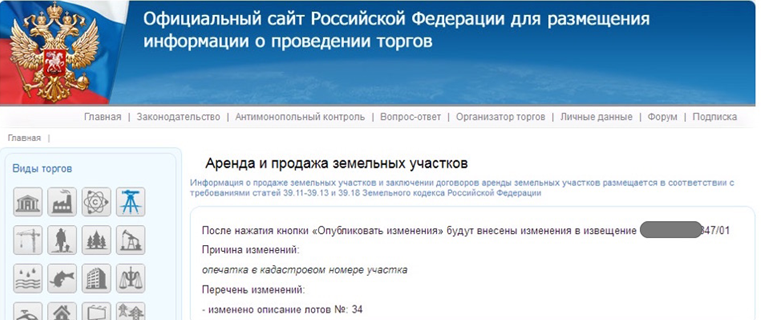 Официальный сайт Российской Федерации для размещения
информации о проведении торгов
Главная | Законодательство | Антимонопольный контроль | Вопрос-ответ | Организатор торгов | Личные данные | Форум | Подписка
Главная |
Виды торгов
Аренда и продажа земельных участков
Информация о продаже земельных участков и заключении договоров аренды земельных участков размещается в соответствии с
требованиями статей 39.11-39.13 и 39.18 Земельного кодекса Российской Федерации
После нажатия кнопки «Опубликовать изменения» будут внесены изменения в извещение 347/01
Причина изменений:
опечатка в кадастровом номере участка
Перечень изменений:
- изменено описание лотов №: 34